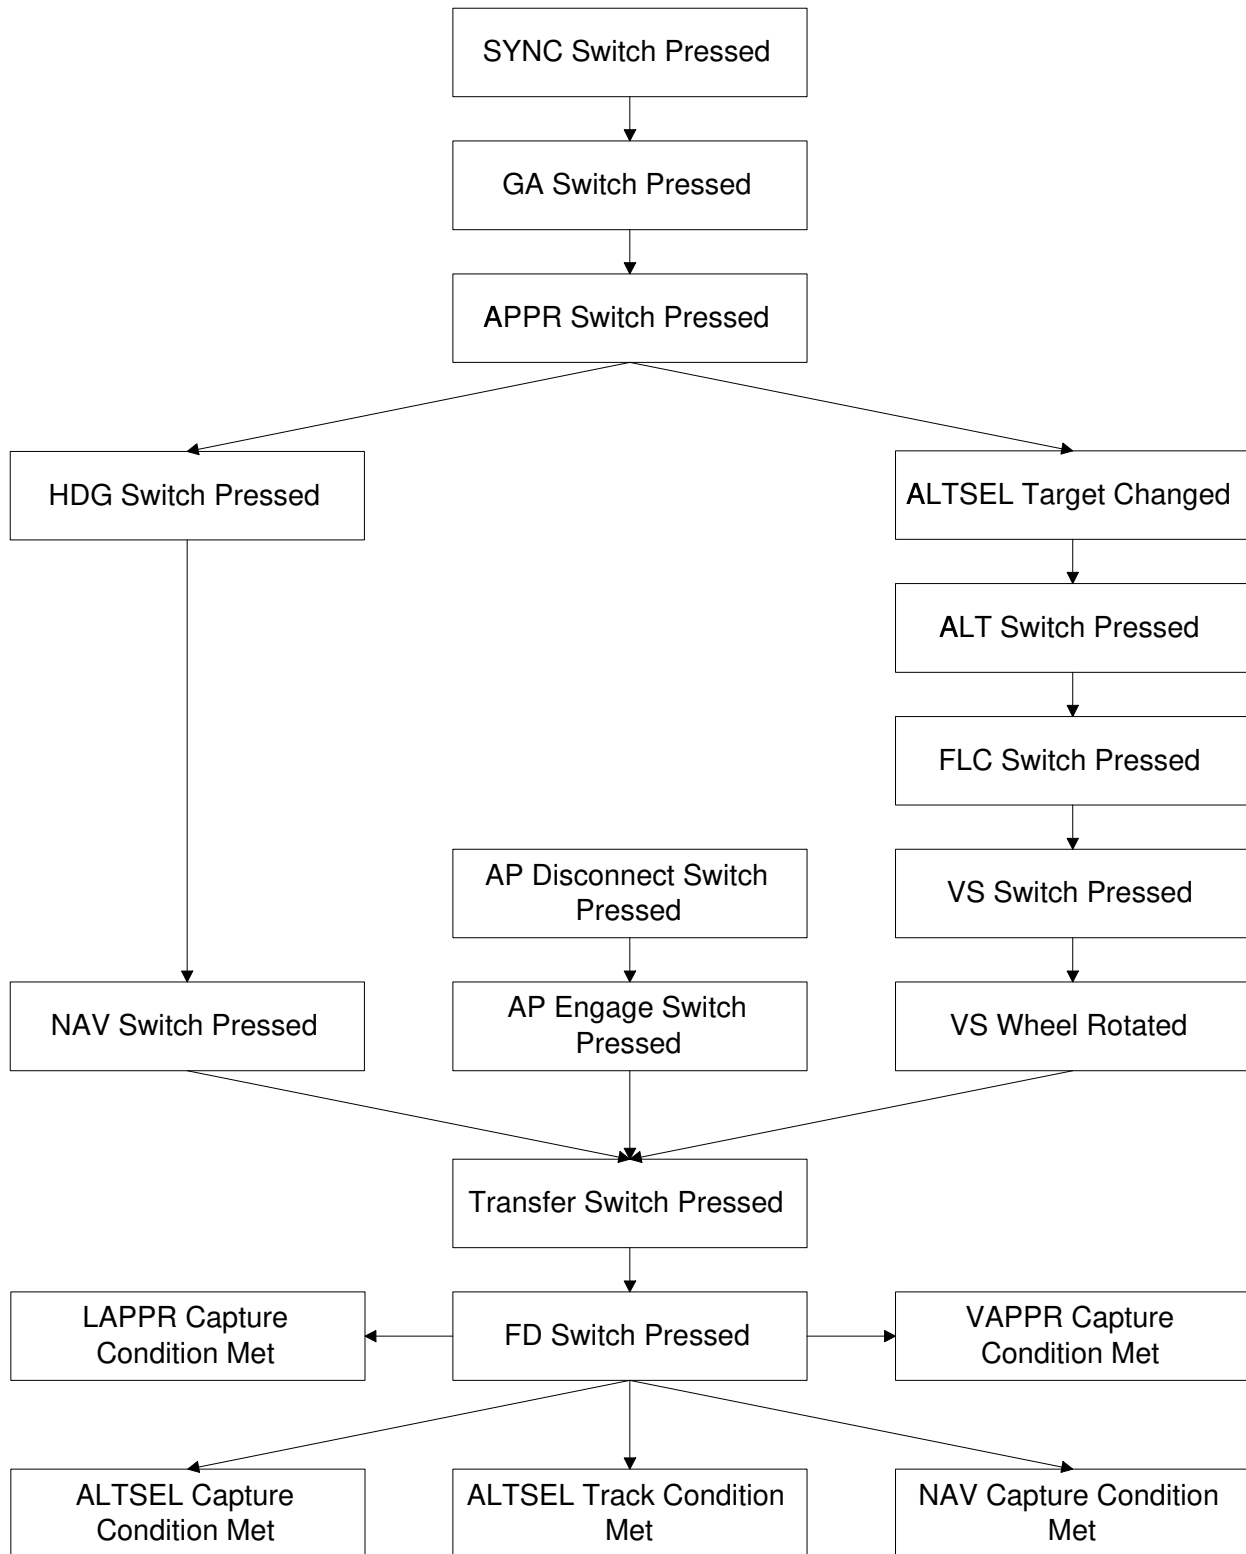 SYNC Switch Pressed
GA Switch Pressed
APPR Switch Pressed
HDG Switch Pressed
ALTSEL Target Changed
ALT Switch Pressed
FLC Switch Pressed
AP Disconnect Switch
Pressed
VS Switch Pressed
NAV Switch Pressed
AP Engage Switch
Pressed
VS Wheel Rotated
Transfer Switch Pressed
LAPPR Capture
Condition Met
FD Switch Pressed
VAPPR Capture
Condition Met
ALTSEL Capture
Condition Met
ALTSEL Track Condition
Met
NAV Capture Condition
Met